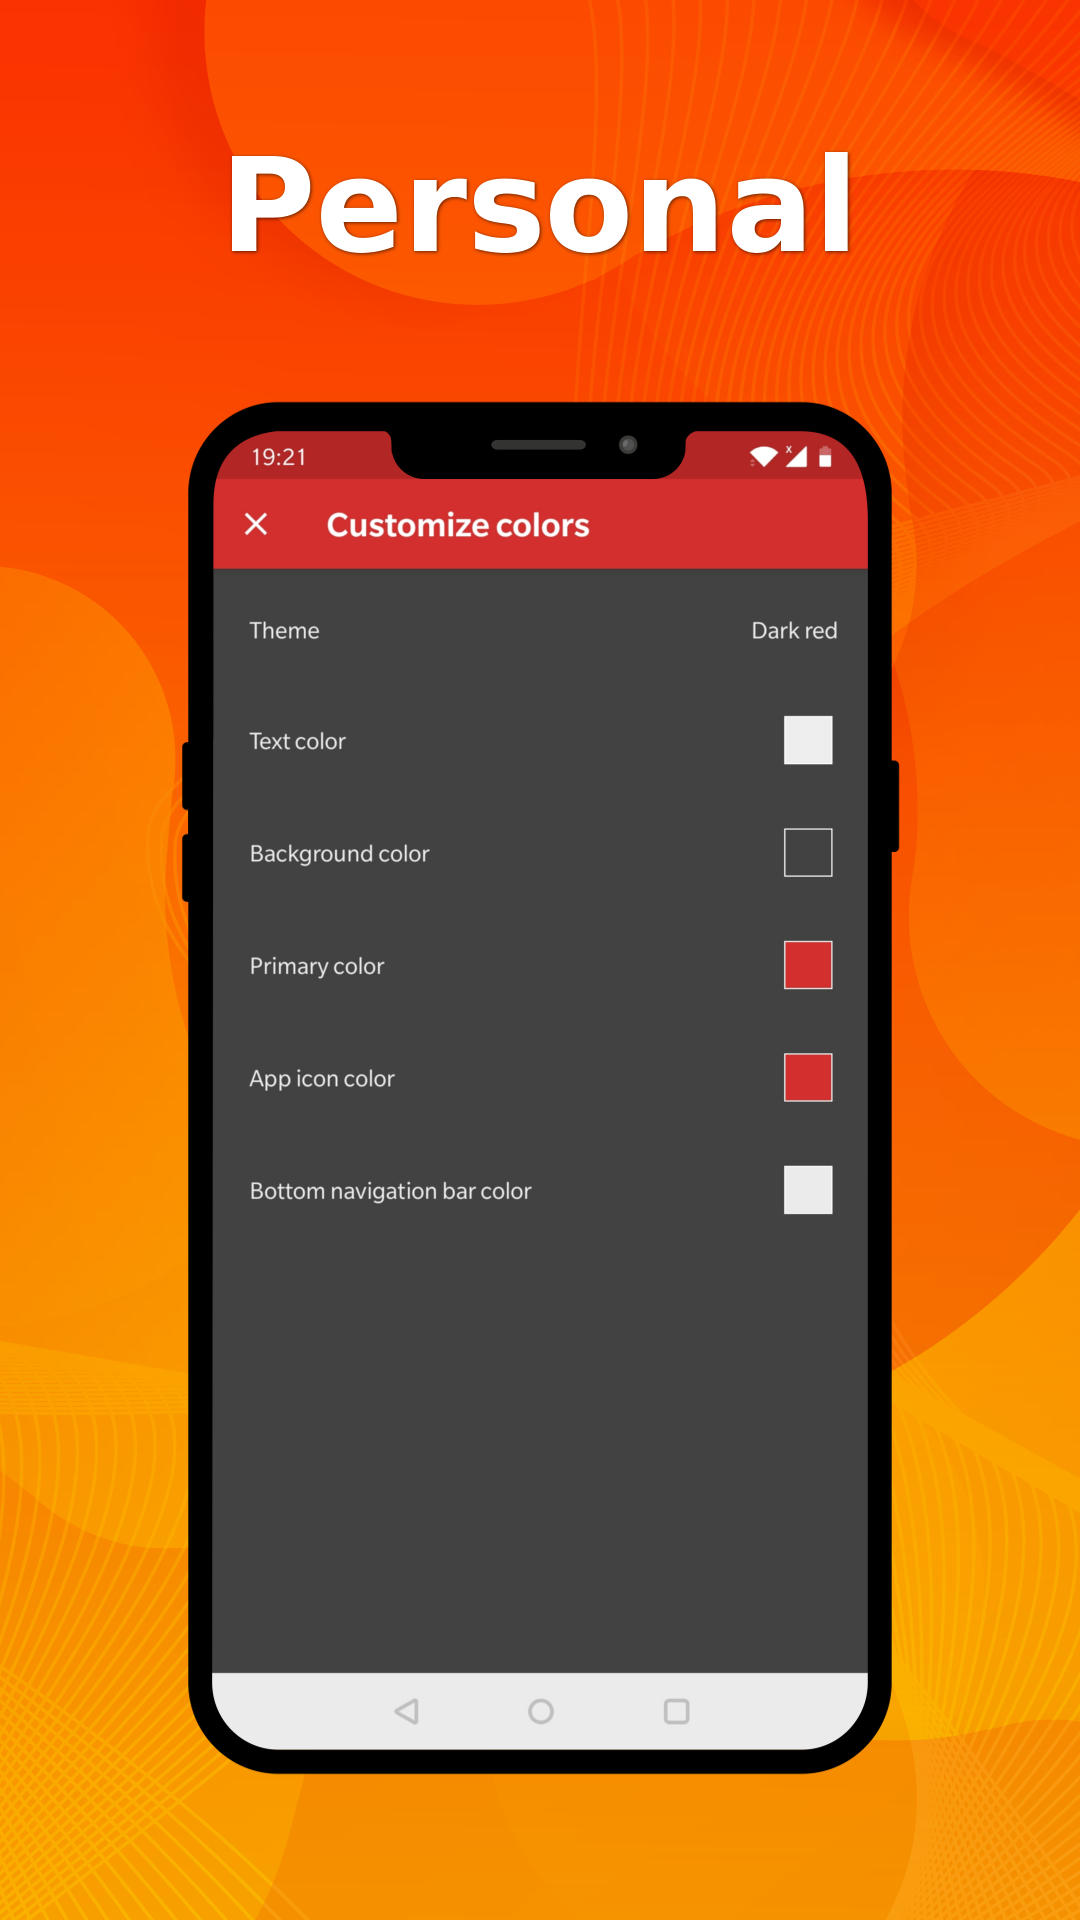 Personal
19:21
Customize colors
Theme Dark red
Text color
Background color
Primary color
App icon color
Bottom navigation bar color